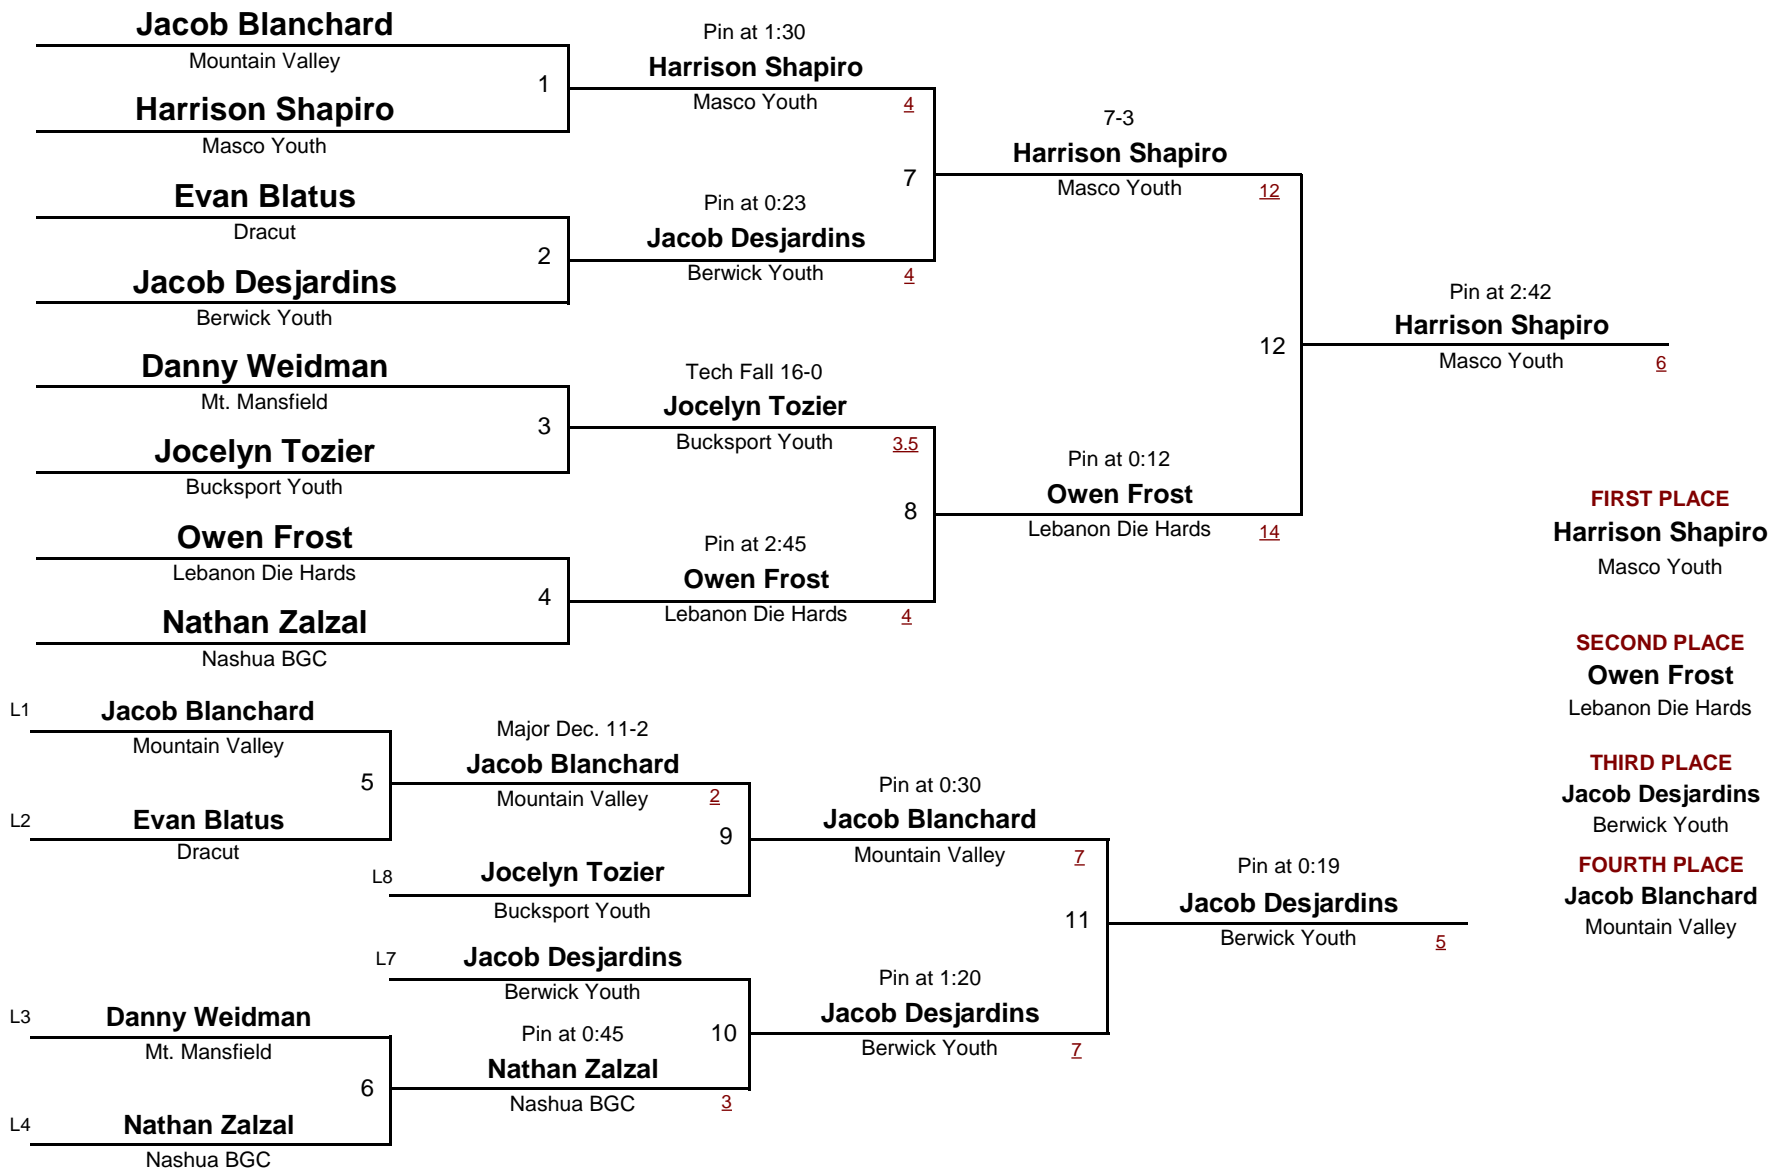 Jacob Blanchard
Mountain Valley
1
Harrison Shapiro
Masco Youth
Evan Blatus
Dracut
2
Jacob Desjardins
Berwick Youth
Danny Weidman
Mt. Mansfield
3
Jocelyn Tozier
Bucksport Youth
Owen Frost
Lebanon Die Hards
4
Nathan Zalzal
Nashua BGC
Pin at 1:30
Harrison Shapiro
Masco Youth 4
7
Pin at 0:23
Jacob Desjardins
Berwick Youth 4
Tech Fall 16-0
Jocelyn Tozier
Bucksport Youth 3.5
8
Pin at 2:45
Owen Frost
Lebanon Die Hards 4
7-3
Harrison Shapiro
Masco Youth 12
12
Pin at 0:12
Owen Frost
Lebanon Die Hards 14
Pin at 2:42
Harrison Shapiro
Masco Youth 6
FIRST PLACE
Harrison Shapiro
Masco Youth
SECOND PLACE
Owen Frost
Lebanon Die Hards
THIRD PLACE
Jacob Desjardins
Berwick Youth
FOURTH PLACE
Jacob Blanchard
Mountain Valley
L1 Jacob Blanchard
Mountain Valley
5
L2 Evan Blatus
Dracut
L3 Danny Weidman
Mt. Mansfield
6
L4 Nathan Zalzal
Nashua BGC
Major Dec. 11-2
Jacob Blanchard
Mountain Valley 2
9
L8 Jocelyn Tozier
Bucksport Youth
L7 Jacob Desjardins
Berwick Youth
10
Pin at 0:45
Nathan Zalzal
Nashua BGC 3
Pin at 0:30
Jacob Blanchard
Mountain Valley 7
11
Pin at 1:20
Jacob Desjardins
Berwick Youth 7
Pin at 0:19
Jacob Desjardins
Berwick Youth 5